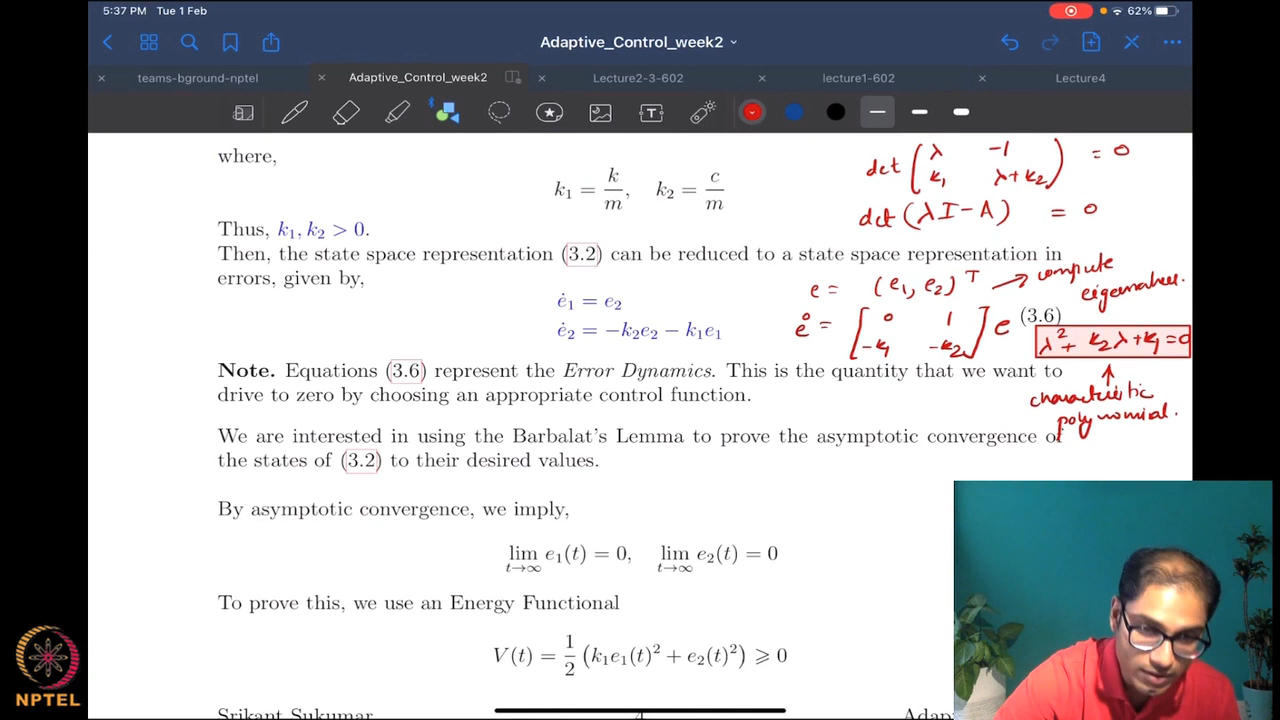 5:37 PM Tue 1 Feb
62%
Adaptive_Control_week2
teams-bground-nptel
Adaptive_Control_week2
Lecture2-3-602
lecture1-602
Lecture4
where,
k₁ = k/m, k₂ = c/m
Thus, k₁, k₂ > 0.
Then, the state space representation (3.2) can be reduced to a state space representation in
errors, given by,
ė₁ = e₂
ė₂ = −k₂e₂ − k₁e₁
(3.6)
det ( λ -1
k₁ λ+k₂ ) = 0
det (λI − A) = 0
e = (e₁, e₂)ᵀ → compute
eigenvalues.
ė = [ 0 1
-k₁ -k₂ ] e
λ² + k₂λ + k₁ = 0
characteristic
polynomial.
Note. Equations (3.6) represent the Error Dynamics. This is the quantity that we want to
drive to zero by choosing an appropriate control function.
We are interested in using the Barbalat's Lemma to prove the asymptotic convergence of
the states of (3.2) to their desired values.
By asymptotic convergence, we imply,
lim t→∞ e₁(t) = 0, lim t→∞ e₂(t) = 0
To prove this, we use an Energy Functional
V(t) = 1/2 (k₁e₁(t)² + e₂(t)²) ⩾ 0
Srikant Sukumar
4
NPTEL